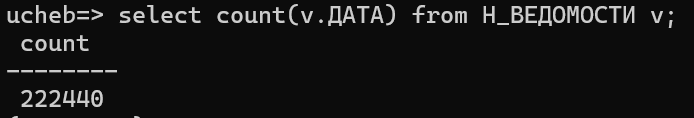 ucheb=> select count(v.ДАТА) from Н_ВЕДОМОСТИ v;
count
--------
222440